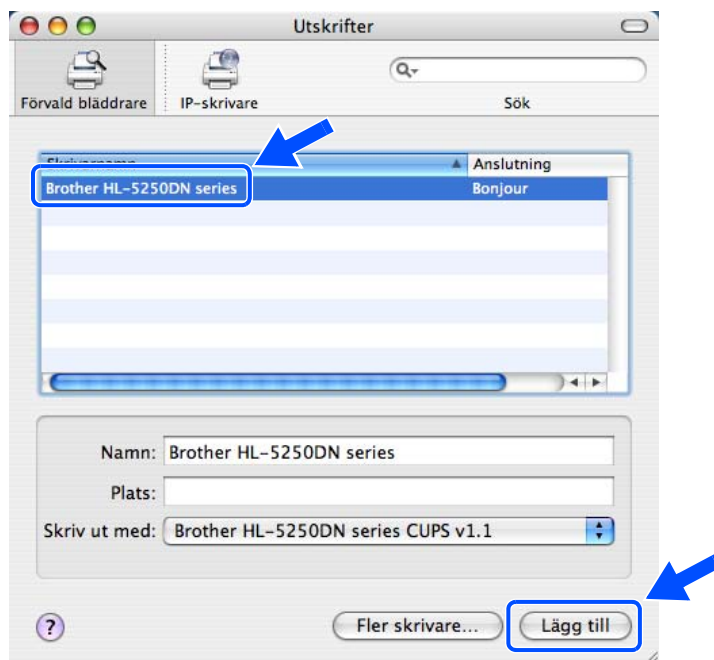 Utskrifter
Förvald bläddrare
IP-skrivare
Sök
Skrivarnamn
Anslutning
Brother HL-5250DN series
Bonjour
Namn: Brother HL-5250DN series
Plats:
Skriv ut med: Brother HL-5250DN series CUPS v1.1
?
Fler skrivare...
Lägg till